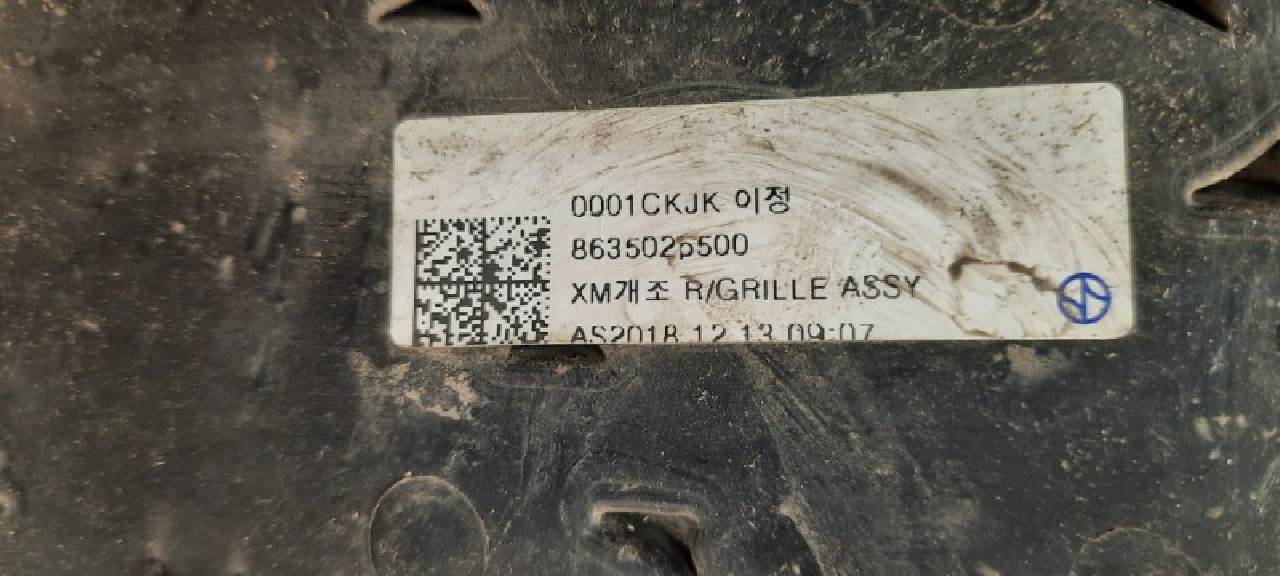 0001CKJK 이정
863502p500
XM개조 R/GRILLE ASSY
AS2018.12.13 09:07